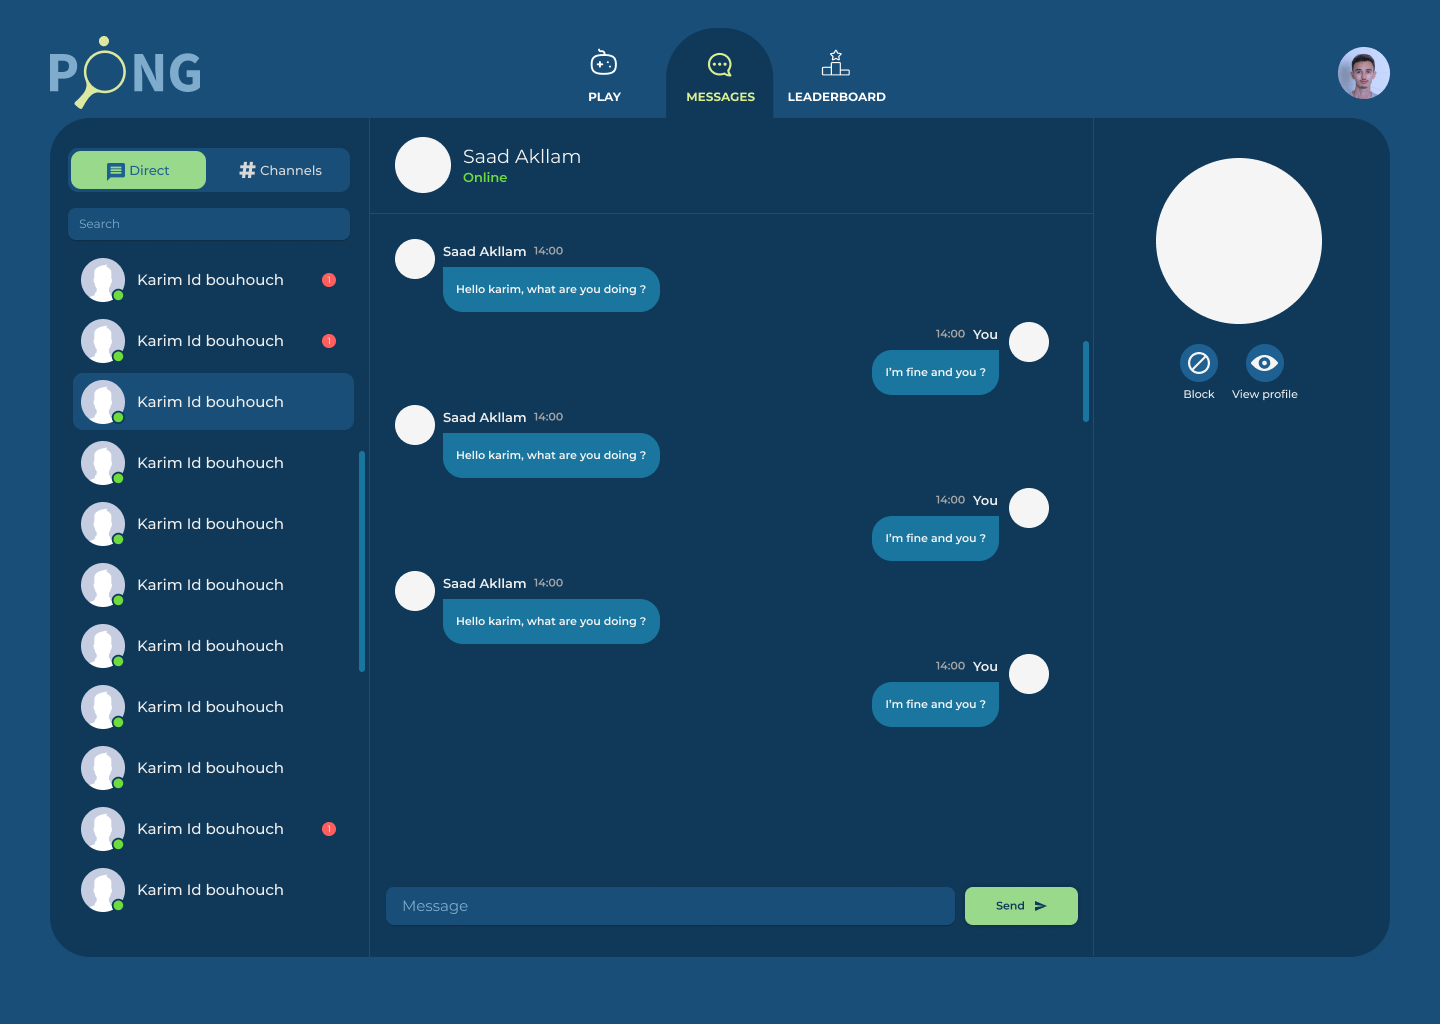 PONG
PLAY
MESSAGES
LEADERBOARD
Direct
Channels
Search
Karim Id bouhouch
1
Karim Id bouhouch
1
Karim Id bouhouch
Karim Id bouhouch
Karim Id bouhouch
Karim Id bouhouch
Karim Id bouhouch
Karim Id bouhouch
Karim Id bouhouch
Karim Id bouhouch
1
Karim Id bouhouch
Saad Akllam
Online
Saad Akllam 14:00
Hello karim, what are you doing ?
14:00 You
I'm fine and you ?
Saad Akllam 14:00
Hello karim, what are you doing ?
14:00 You
I'm fine and you ?
Saad Akllam 14:00
Hello karim, what are you doing ?
14:00 You
I'm fine and you ?
Message
Send
Block
View profile